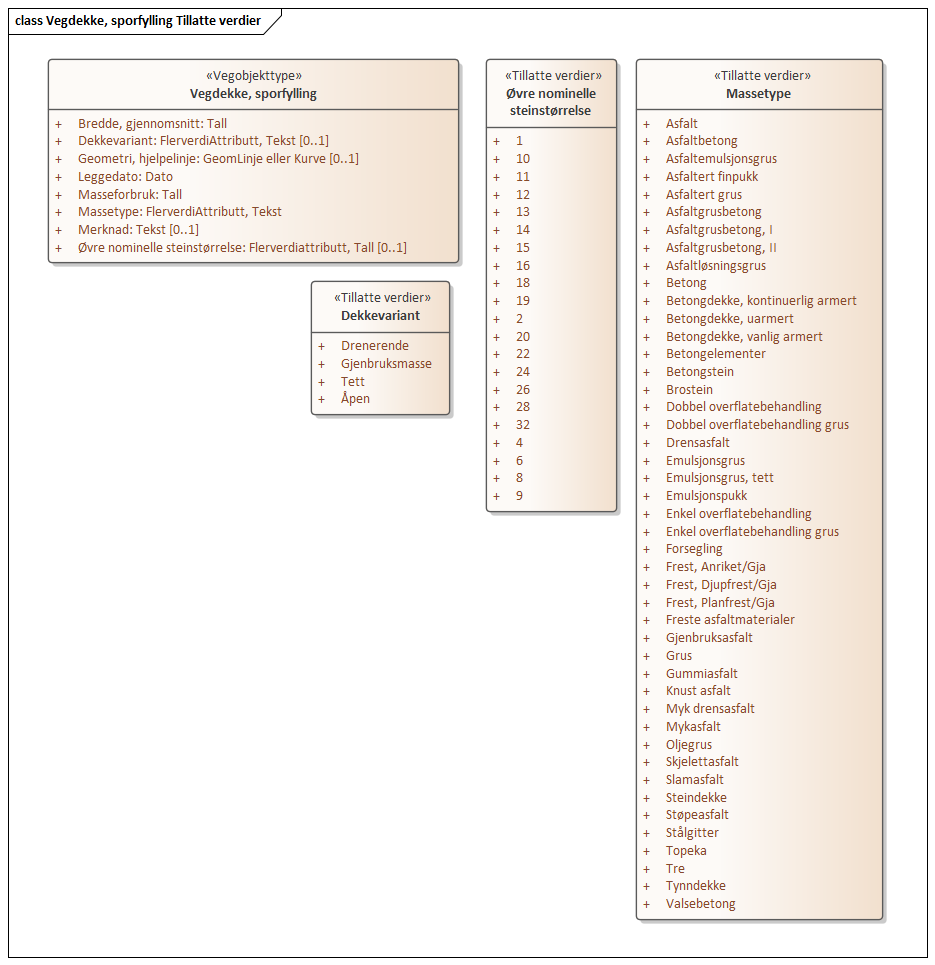 class Vegdekke, sporfylling Tillatte verdier
«Vegobjekttype»
Vegdekke, sporfylling
+ Bredde, gjennomsnitt: Tall
+ Dekkevariant: FlerverdiAttributt, Tekst [0..1]
+ Geometri, hjelpelinje: GeomLinje eller Kurve [0..1]
+ Leggedato: Dato
+ Masseforbruk: Tall
+ Massetype: FlerverdiAttributt, Tekst
+ Merknad: Tekst [0..1]
+ Øvre nominelle steinstørrelse: Flerverdiattributt, Tall [0..1]
«Tillatte verdier»
Dekkevariant
+ Drenerende
+ Gjenbruksmasse
+ Tett
+ Åpen
«Tillatte verdier»
Øvre nominelle
steinstørrelse
+ 1
+ 10
+ 11
+ 12
+ 13
+ 14
+ 15
+ 16
+ 18
+ 19
+ 2
+ 20
+ 22
+ 24
+ 26
+ 28
+ 32
+ 4
+ 6
+ 8
+ 9
«Tillatte verdier»
Massetype
+ Asfalt
+ Asfaltbetong
+ Asfaltemulsjonsgrus
+ Asfaltert finpukk
+ Asfaltert grus
+ Asfaltgrusbetong
+ Asfaltgrusbetong, I
+ Asfaltgrusbetong, II
+ Asfaltløsningsgrus
+ Betong
+ Betongdekke, kontinuerlig armert
+ Betongdekke, uarmert
+ Betongdekke, vanlig armert
+ Betongelementer
+ Betongstein
+ Brostein
+ Dobbel overflatebehandling
+ Dobbel overflatebehandling grus
+ Drensasfalt
+ Emulsjonsgrus
+ Emulsjonsgrus, tett
+ Emulsjonspukk
+ Enkel overflatebehandling
+ Enkel overflatebehandling grus
+ Forsegling
+ Frest, Anriket/Gja
+ Frest, Djupfrest/Gja
+ Frest, Planfrest/Gja
+ Freste asfaltmaterialer
+ Gjenbruksasfalt
+ Grus
+ Gummiasfalt
+ Knust asfalt
+ Myk drensasfalt
+ Mykasfalt
+ Oljegrus
+ Skjelettasfalt
+ Slamasfalt
+ Steindekke
+ Støpeasfalt
+ Stålgitter
+ Topeka
+ Tre
+ Tynndekke
+ Valsebetong